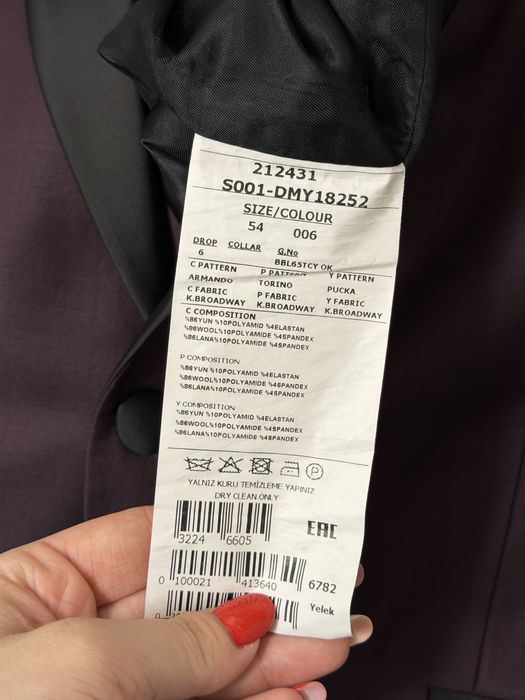 212431
S001-DMY18252
SIZE/COLOUR
54 006
DROP COLLAR G.No
6 BBL65TCY OK
C PATTERN P PATTERN Y PATTERN
ARMANDO TORINO PUCKA
C FABRIC P FABRIC Y FABRIC
K.BROADWAY K.BROADWAY K.BROADWAY
C COMPOSITION
%86YUN %10POLYAMID %4ELASTAN
%86WOOL%10POLYAMIDE %4SPANDEX
%86LANA%10POLYAMIDE %4SPANDEX
P COMPOSITION
%86YUN %10POLYAMID %4ELASTAN
%86WOOL%10POLYAMIDE %4SPANDEX
%86LANA%10POLYAMIDE %4SPANDEX
Y COMPOSITION
%86YUN %10POLYAMID %4ELASTAN
%86WOOL%10POLYAMIDE %4SPANDEX
%86LANA%10POLYAMIDE %4SPANDEX
P
YALNIZ KURU TEMİZLEME YAPINIZ
DRY CLEAN ONLY
EAC
3224 6605
0 100021 413640 6782
Yelek